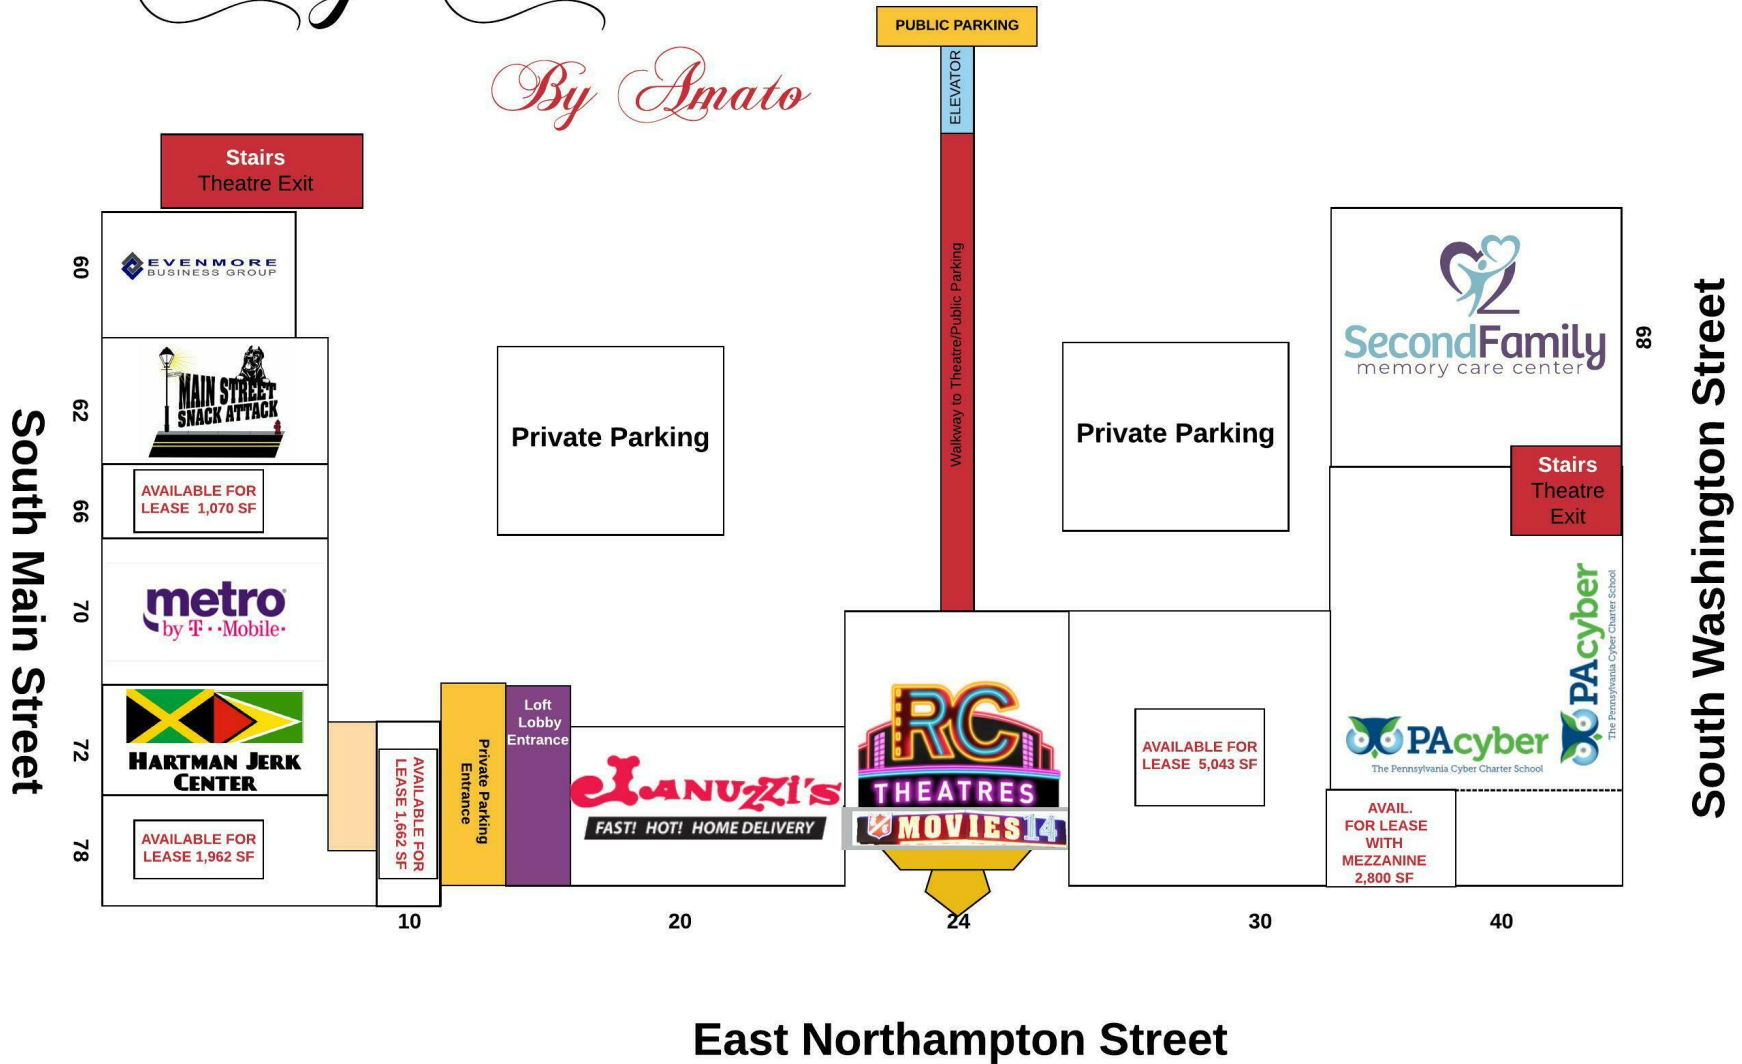 By Amato
PUBLIC PARKING
ELEVATOR
Walkway to Theatre/Public Parking
Stairs
Theatre Exit
60
EVENMORE
BUSINESS GROUP
62
MAIN STREET
SNACK ATTACK
66
AVAILABLE FOR
LEASE 1,070 SF
70
metro
by T-Mobile
72
HARTMAN JERK
CENTER
78
AVAILABLE FOR
LEASE 1,962 SF
South Main Street
AVAILABLE FOR
LEASE 1,662 SF
10
Private Parking
Entrance
Loft
Lobby
Entrance
Private Parking
JANUZZI'S
FAST! HOT! HOME DELIVERY
20
RC
THEATRES
MOVIES 14
24
Private Parking
AVAILABLE FOR
LEASE 5,043 SF
30
2
SecondFamily
memory care center
89
Stairs
Theatre
Exit
PAcyber
The Pennsylvania Cyber Charter School
PAcyber
The Pennsylvania Cyber Charter School
AVAIL.
FOR LEASE
WITH
MEZZANINE
2,800 SF
40
South Washington Street
East Northampton Street